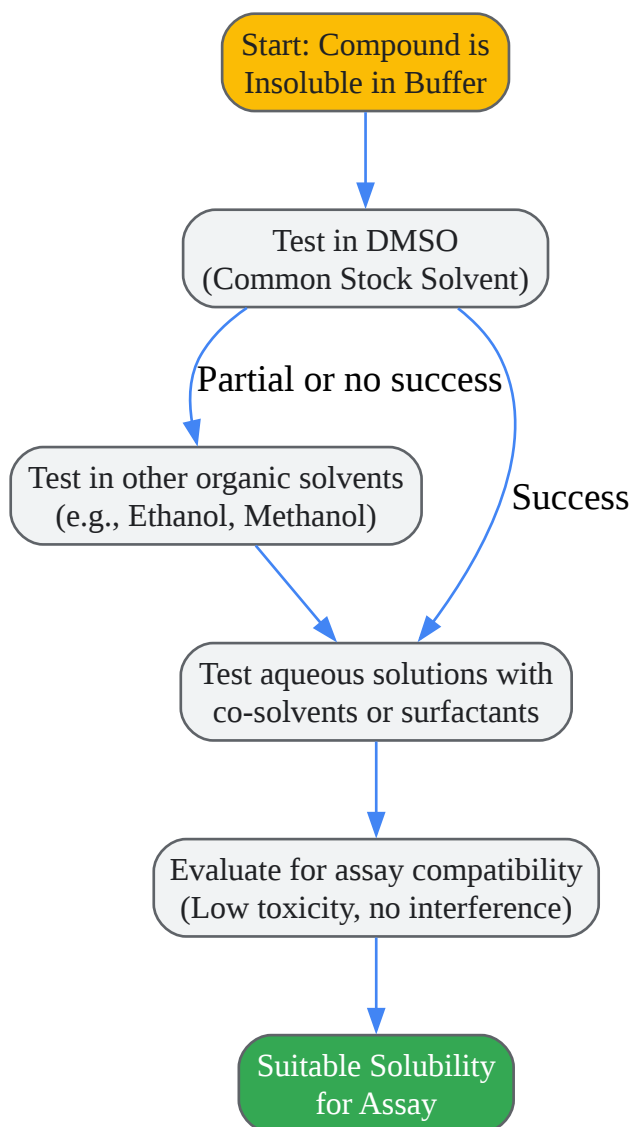 Start: Compound is
Insoluble in Buffer
Test in DMSO
(Common Stock Solvent)
Partial or no success
Test in other organic solvents
(e.g., Ethanol, Methanol)
Success
Test aqueous solutions with
co-solvents or surfactants
Evaluate for assay compatibility
(Low toxicity, no interference)
Suitable Solubility
for Assay